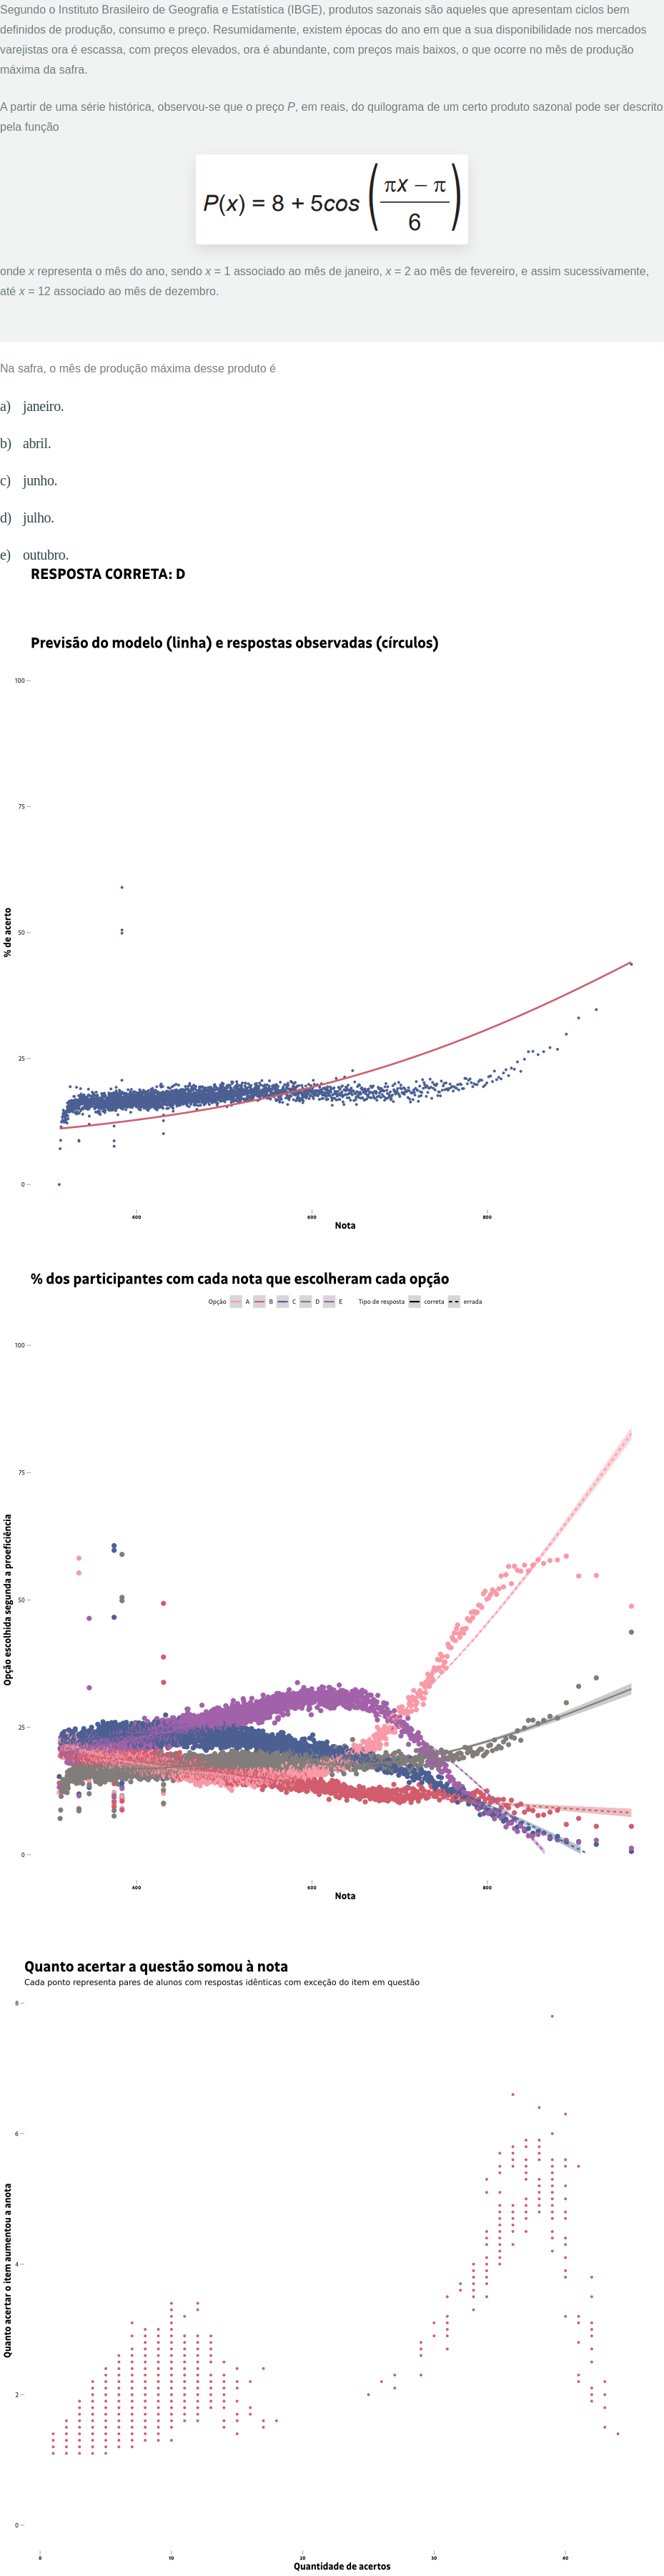 Segundo o Instituto Brasileiro de Geografia e Estatística (IBGE), produtos sazonais são aqueles que apresentam ciclos bem
definidos de produção, consumo e preço. Resumidamente, existem épocas do ano em que a sua disponibilidade nos mercados
varejistas ora é escassa, com preços elevados, ora é abundante, com preços mais baixos, o que ocorre no mês de produção
máxima da safra.
A partir de uma série histórica, observou-se que o preço P, em reais, do quilograma de um certo produto sazonal pode ser descrito
pela função
P(x) = 8 + 5cos ( πx − π / 6 )
onde x representa o mês do ano, sendo x = 1 associado ao mês de janeiro, x = 2 ao mês de fevereiro, e assim sucessivamente,
até x = 12 associado ao mês de dezembro.
Na safra, o mês de produção máxima desse produto é
a) janeiro.
b) abril.
c) junho.
d) julho.
e) outubro.
RESPOSTA CORRETA: D
Previsão do modelo (linha) e respostas observadas (círculos)
100
75
% de acerto
50
25
0
400 600 800
Nota
% dos participantes com cada nota que escolheram cada opção
Opção A B C D E Tipo de resposta correta errada
100
75
Opção escolhida segunda a proeficiência
50
25
0
400 600 800
Nota
Quanto acertar a questão somou à nota
Cada ponto representa pares de alunos com respostas idênticas com exceção do item em questão
8
6
Quanto acertar o item aumentou a anota
4
2
0
0 10 20 30 40
Quantidade de acertos